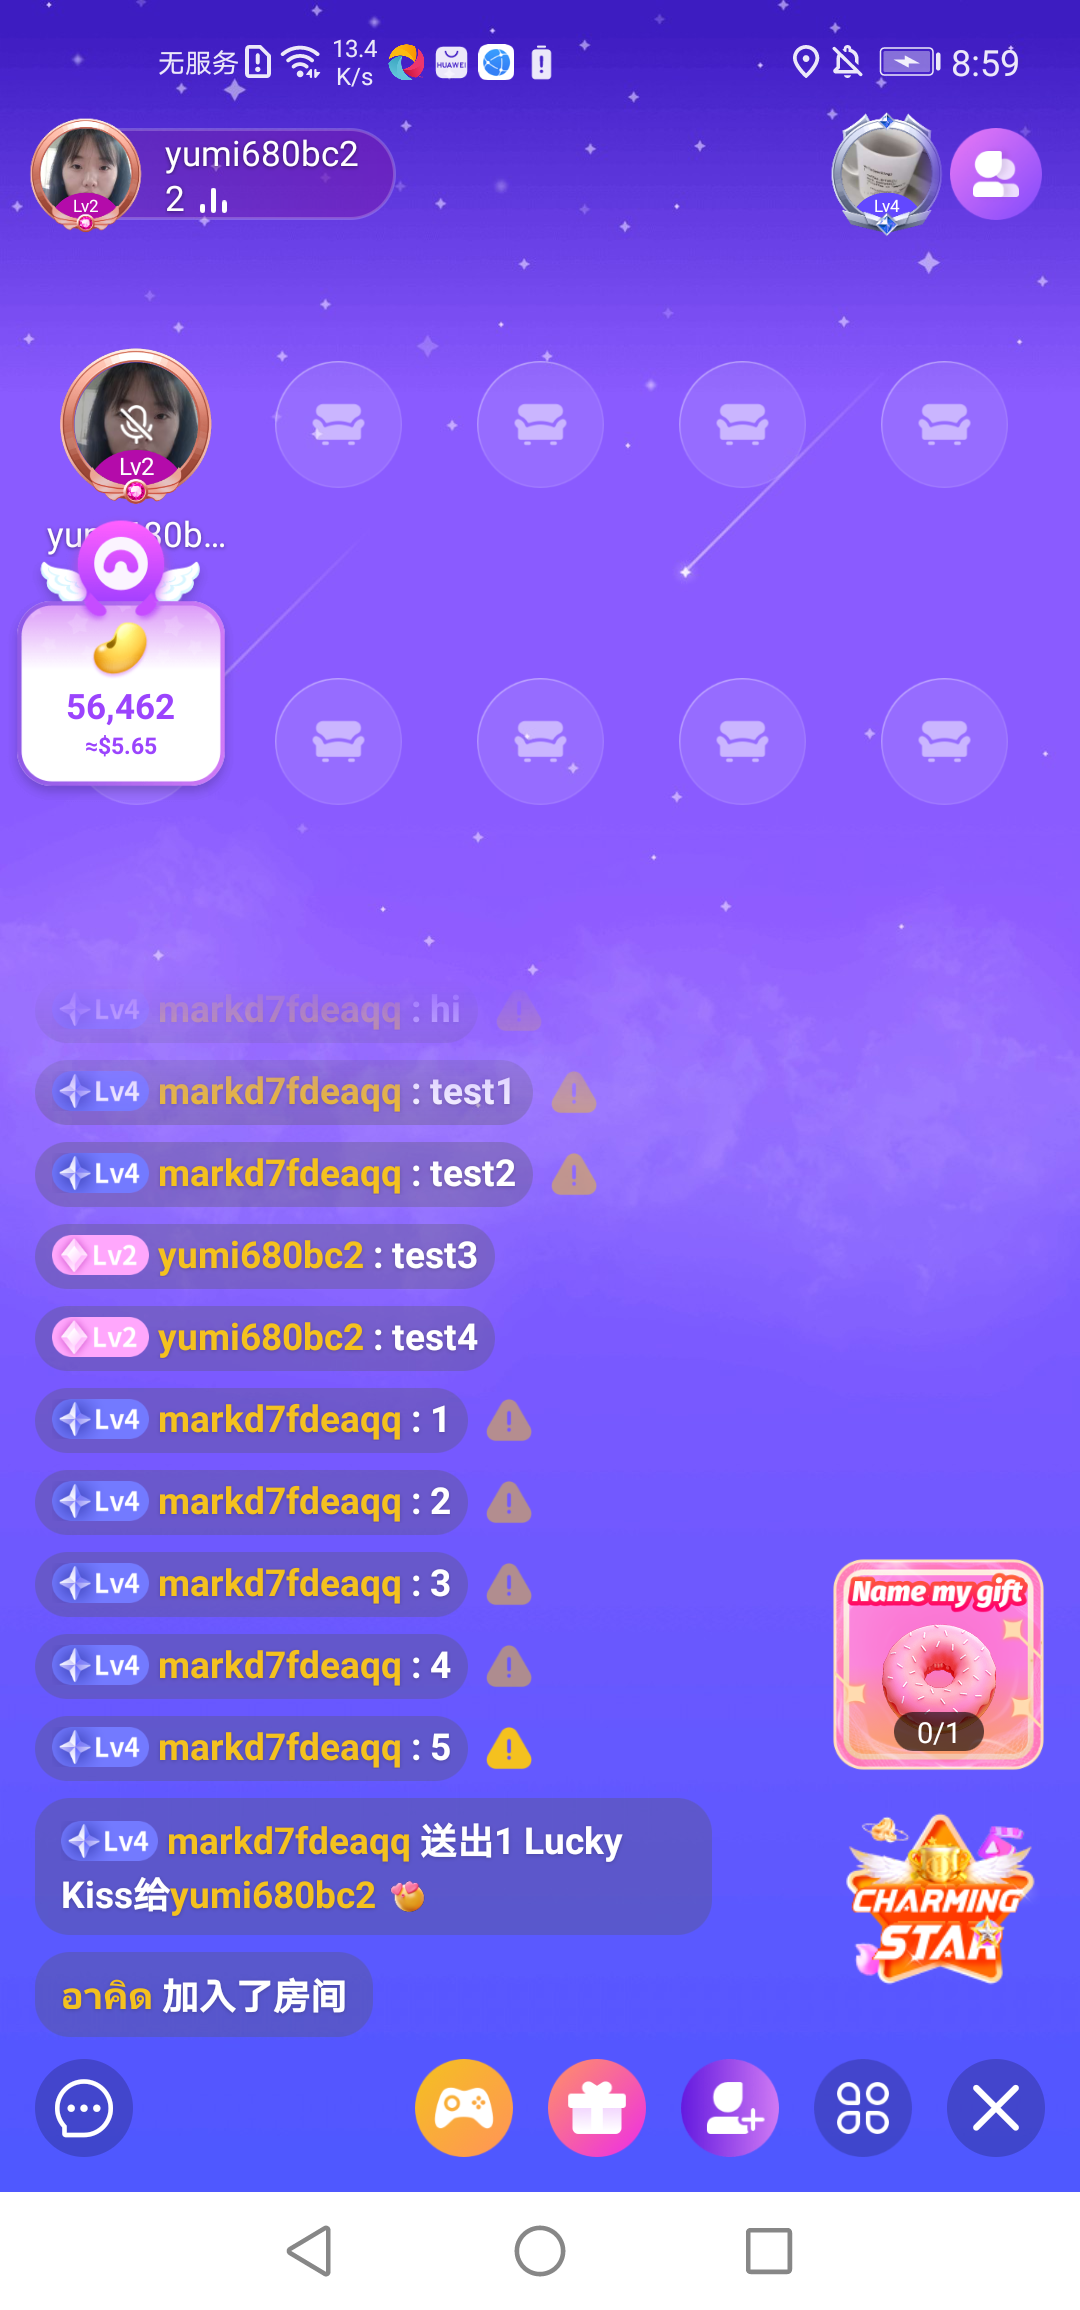 无服务
13.4
K/s
HUAWEI
8:59
yumi680bc2
2
Lv2
Lv4
Lv2
56,462
≈$5.65
Lv4 markd7fdeaqq : hi
Lv4 markd7fdeaqq : test1
Lv4 markd7fdeaqq : test2
Lv2 yumi680bc2 : test3
Lv2 yumi680bc2 : test4
Lv4 markd7fdeaqq : 1
Lv4 markd7fdeaqq : 2
Lv4 markd7fdeaqq : 3
Lv4 markd7fdeaqq : 4
Lv4 markd7fdeaqq : 5
Name my gift
0/1
Lv4 markd7fdeaqq 送出1 Lucky
Kiss给yumi680bc2
CHARMING
STAR
อาคิด 加入了房间